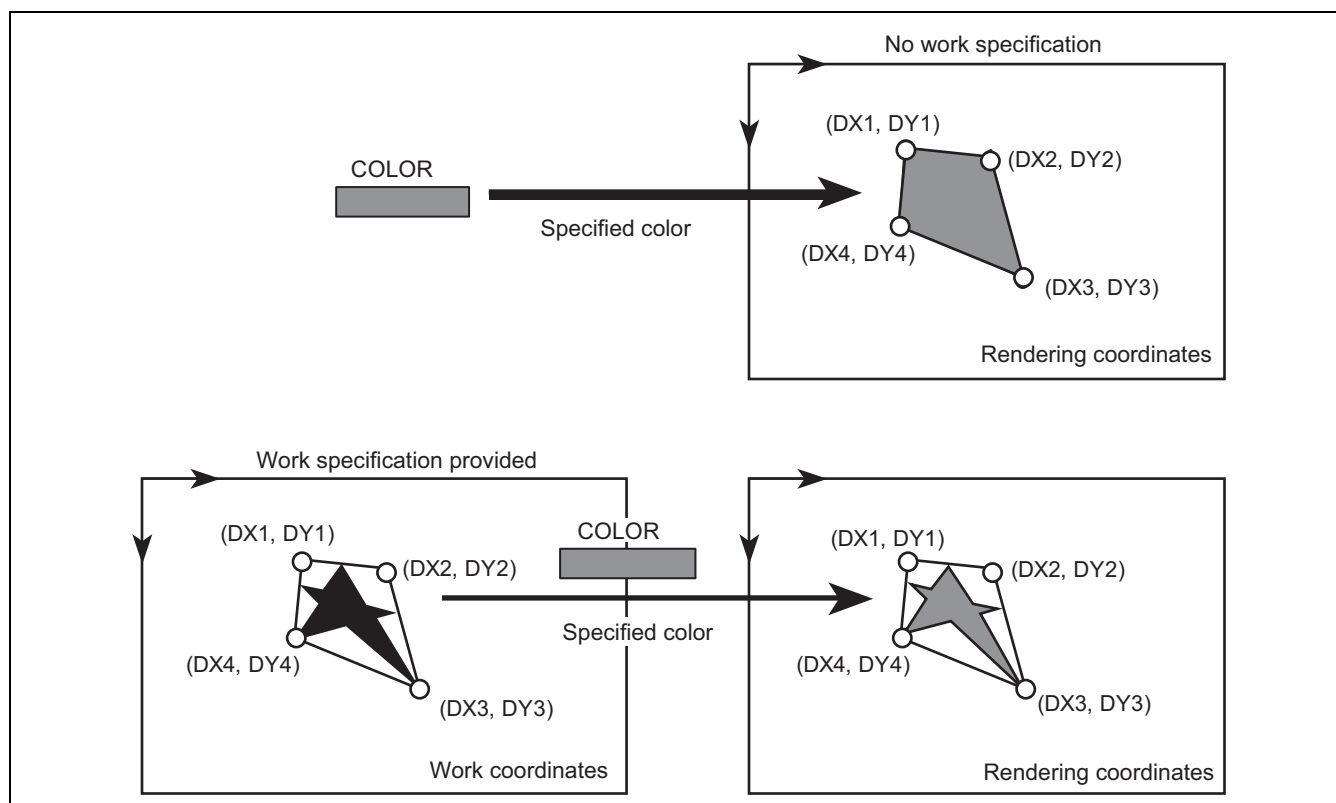 No work specification
(DX1, DY1)
(DX2, DY2)
COLOR
Specified color
(DX4, DY4)
(DX3, DY3)
Rendering coordinates
Work specification provided
(DX1, DY1)
(DX2, DY2)
(DX4, DY4)
(DX3, DY3)
Work coordinates
COLOR
Specified color
(DX1, DY1)
(DX2, DY2)
(DX4, DY4)
(DX3, DY3)
Rendering coordinates